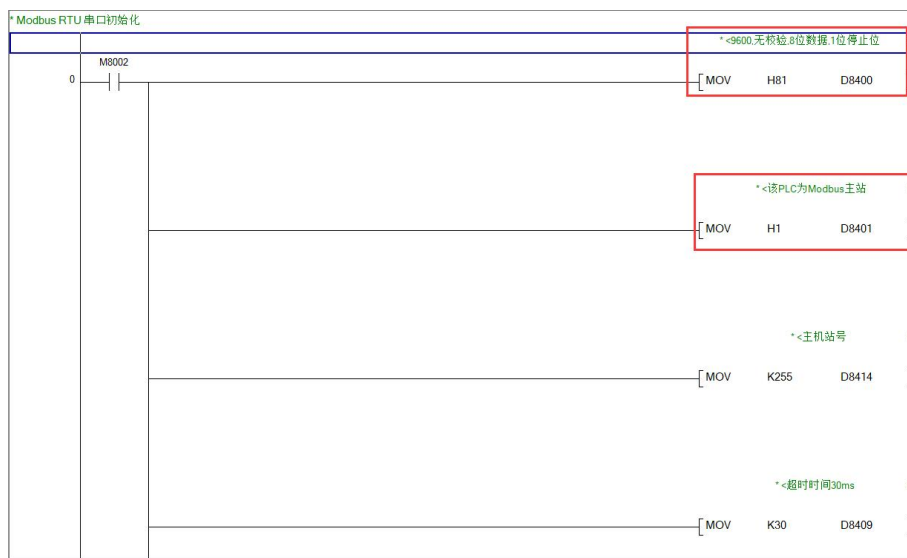 * Modbus RTU 串口初始化
* <9600,无校验,8位数据,1位停止位
M8002
0 MOV H81 D8400
* <该PLC为Modbus主站
MOV H1 D8401
* <主机站号
MOV K255 D8414
* <超时时间30ms
MOV K30 D8409